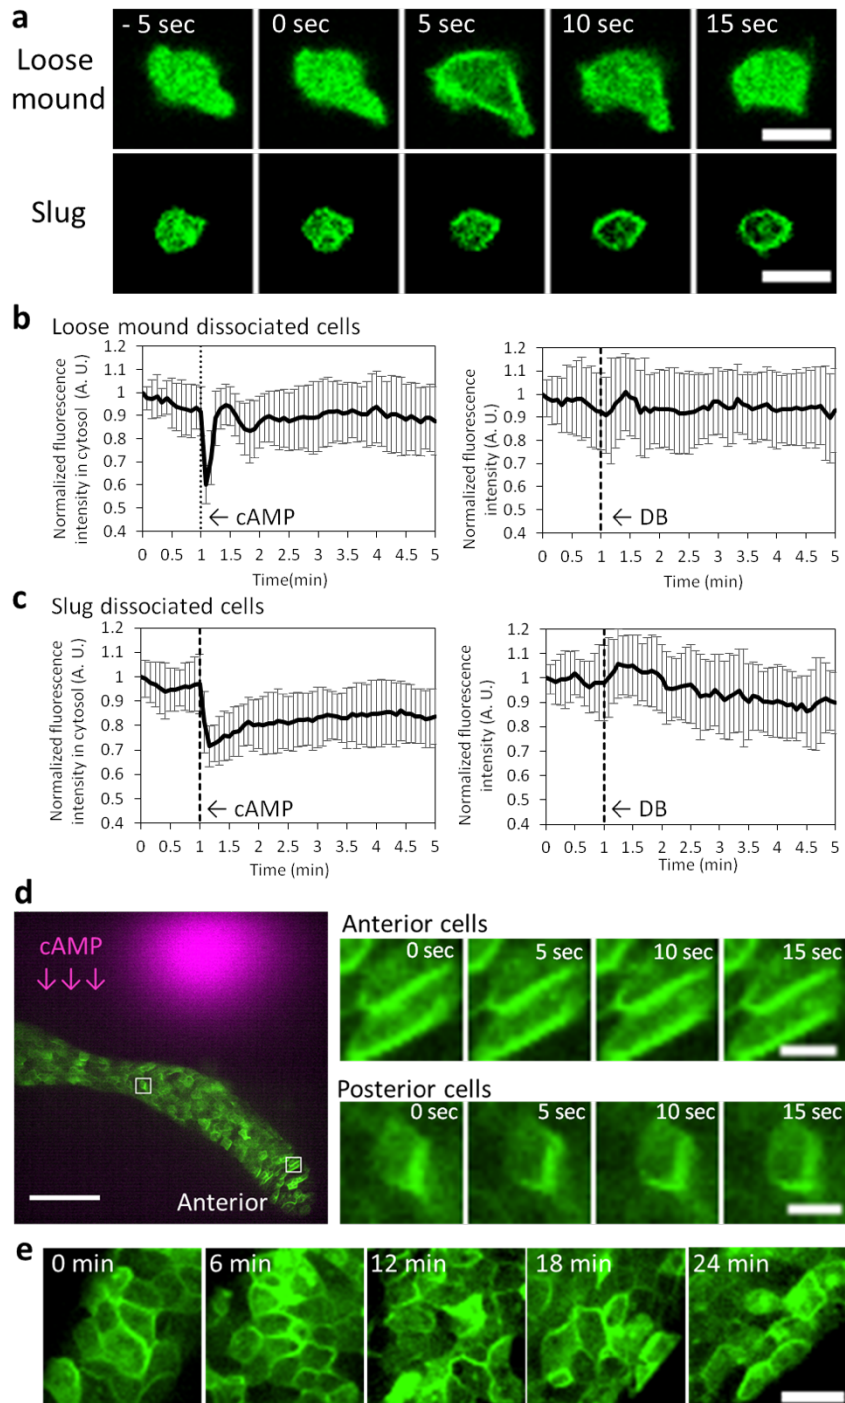 a
- 5 sec 0 sec 5 sec 10 sec 15 sec
Loose
mound
Slug
b
Loose mound dissociated cells
Normalized fluorescence
intensity in cytosol (A. U.)
1.2
1.1
1
0.9
0.8
0.7
0.6
0.5
0.4
← cAMP
0 0.5 1 1.5 2 2.5 3 3.5 4 4.5 5
Time(min)
Normalized fluorescence
intensity (A. U.)
1.2
1.1
1
0.9
0.8
0.7
0.6
0.5
0.4
← DB
0 0.5 1 1.5 2 2.5 3 3.5 4 4.5 5
Time (min)
c
Slug dissociated cells
Normalized fluorescence
intensity in cytosol (A. U.)
1.2
1.1
1
0.9
0.8
0.7
0.6
0.5
0.4
← cAMP
0 0.5 1 1.5 2 2.5 3 3.5 4 4.5 5
Time (min)
Normalized fluorescence
intensity (A. U.)
1.2
1.1
1
0.9
0.8
0.7
0.6
0.5
0.4
← DB
0 0.5 1 1.5 2 2.5 3 3.5 4 4.5 5
Time (min)
d
cAMP
↓ ↓ ↓
Anterior
Anterior cells
0 sec 5 sec 10 sec 15 sec
Posterior cells
0 sec 5 sec 10 sec 15 sec
e
0 min 6 min 12 min 18 min 24 min